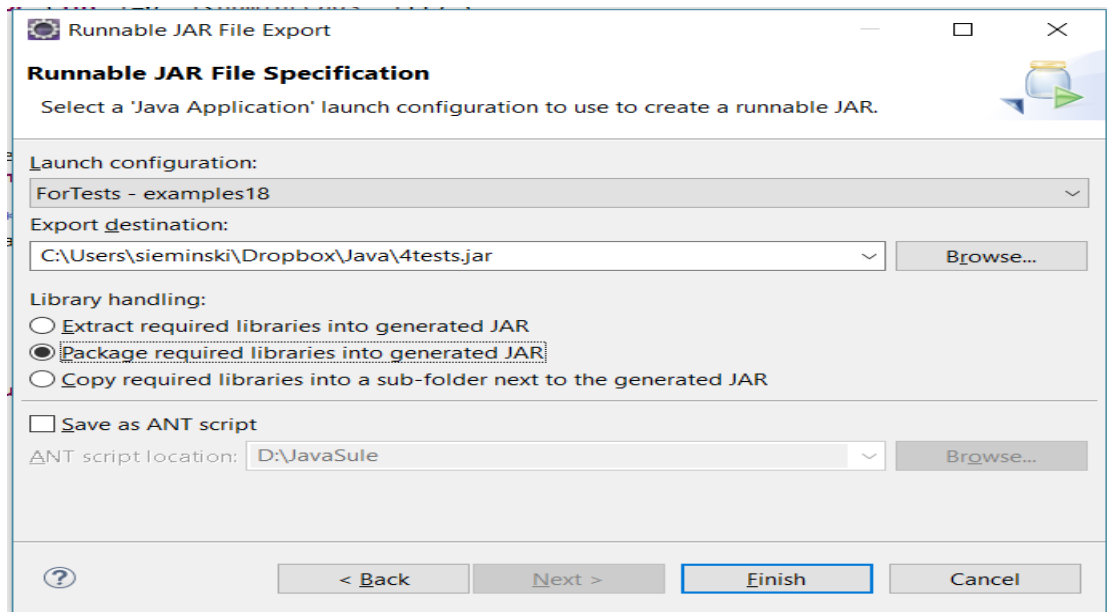 Runnable JAR File Export
Runnable JAR File Specification
Select a 'Java Application' launch configuration to use to create a runnable JAR.
Launch configuration:
ForTests - examples18
Export destination:
C:\Users\sieminski\Dropbox\Java\4tests.jar
Browse...
Library handling:
Extract required libraries into generated JAR
Package required libraries into generated JAR
Copy required libraries into a sub-folder next to the generated JAR
Save as ANT script
ANT script location: D:\JavaSule
Browse...
? < Back Next > Finish Cancel